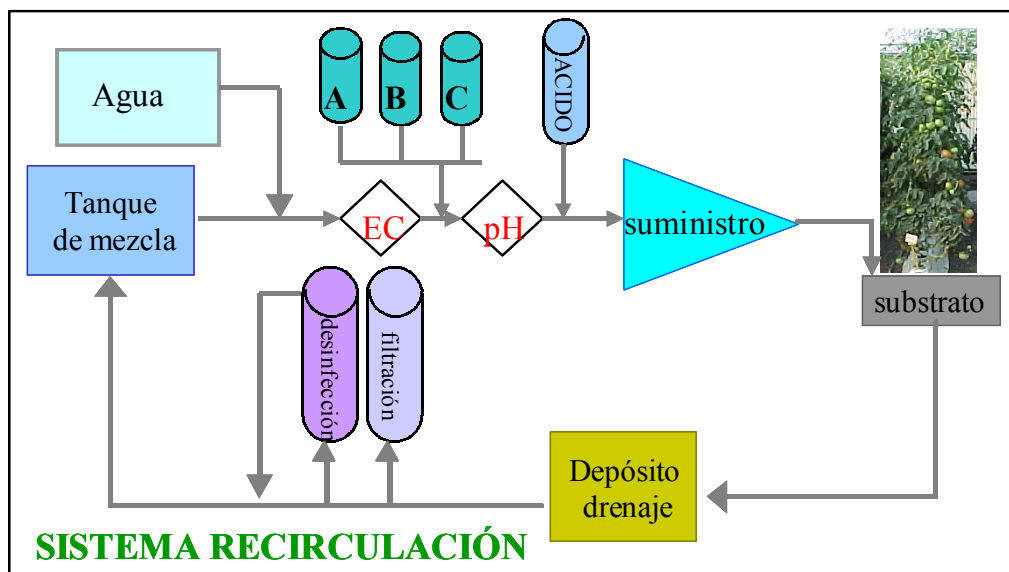 Agua
A
B
C
ACIDO
Tanque
de mezcla
EC
pH
suministro
substrato
desinfección
filtración
Depósito
drenaje
SISTEMA RECIRCULACIÓN